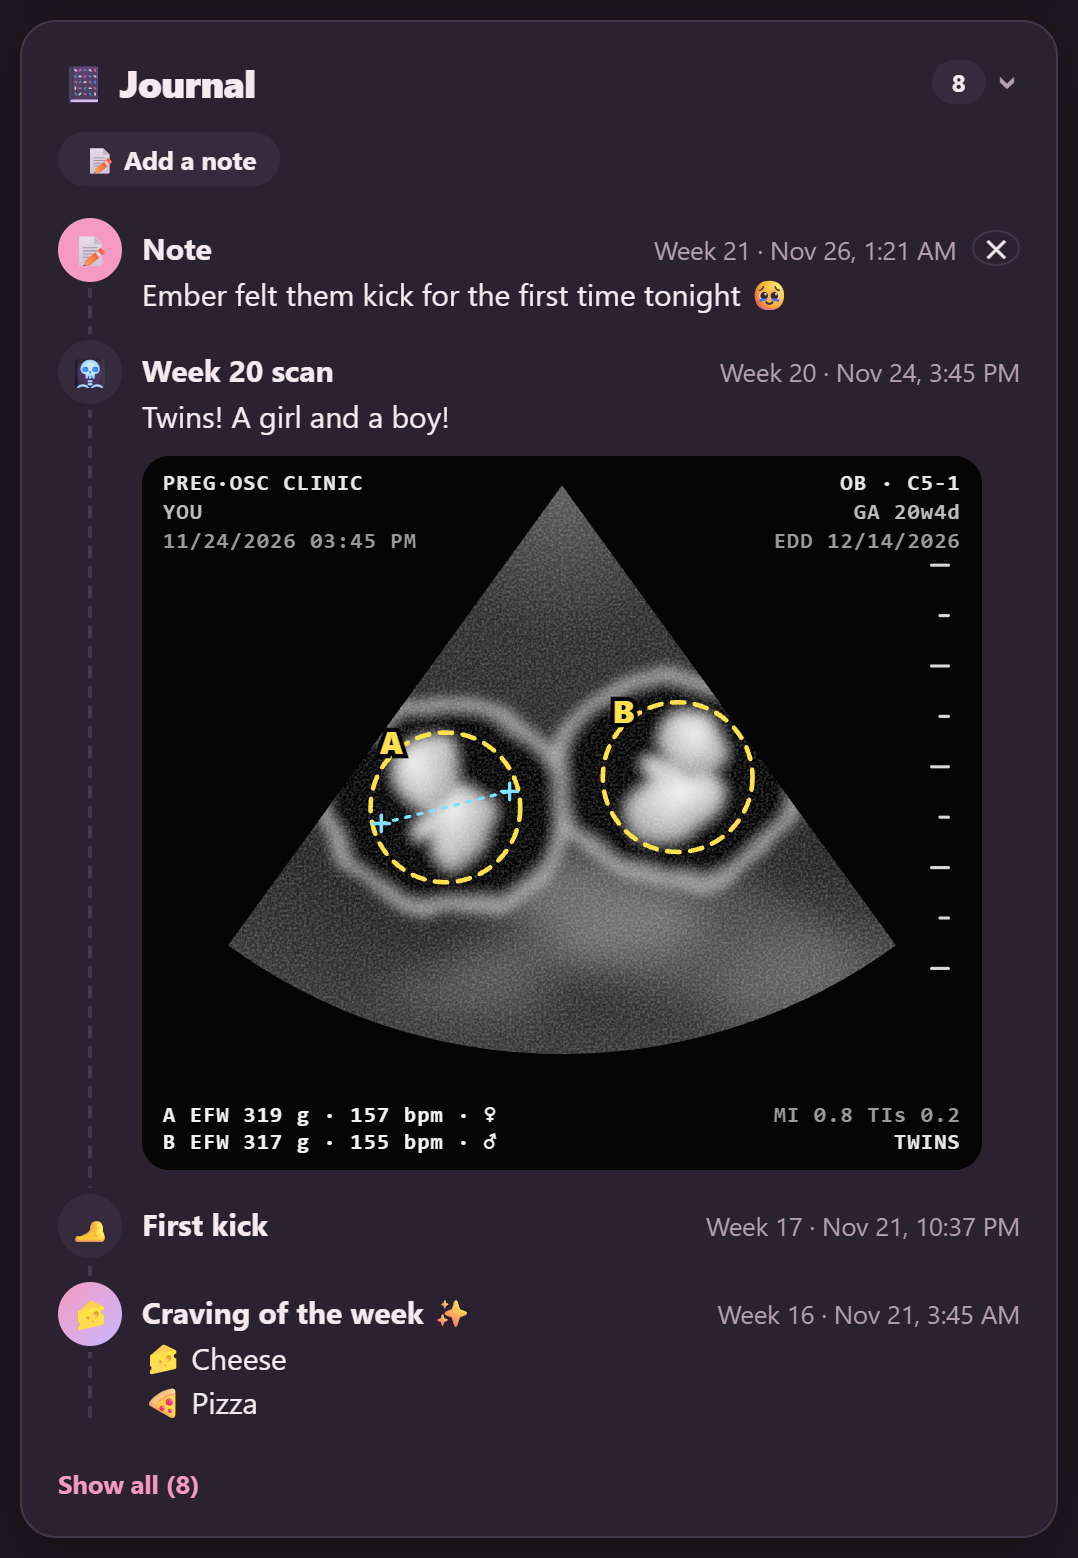 Journal
8
Add a note
Note
Week 21 · Nov 26, 1:21 AM
Ember felt them kick for the first time tonight 🥹
Week 20 scan
Week 20 · Nov 24, 3:45 PM
Twins! A girl and a boy!
PREG·OSC CLINIC
OB · C5-1
YOU
GA 20w4d
11/24/2026 03:45 PM
EDD 12/14/2026
A
B
A EFW 319 g · 157 bpm · ♀
MI 0.8 TIs 0.2
B EFW 317 g · 155 bpm · ♂
TWINS
First kick
Week 17 · Nov 21, 10:37 PM
Craving of the week ✨
Week 16 · Nov 21, 3:45 AM
🧀 Cheese
🍕 Pizza
Show all (8)